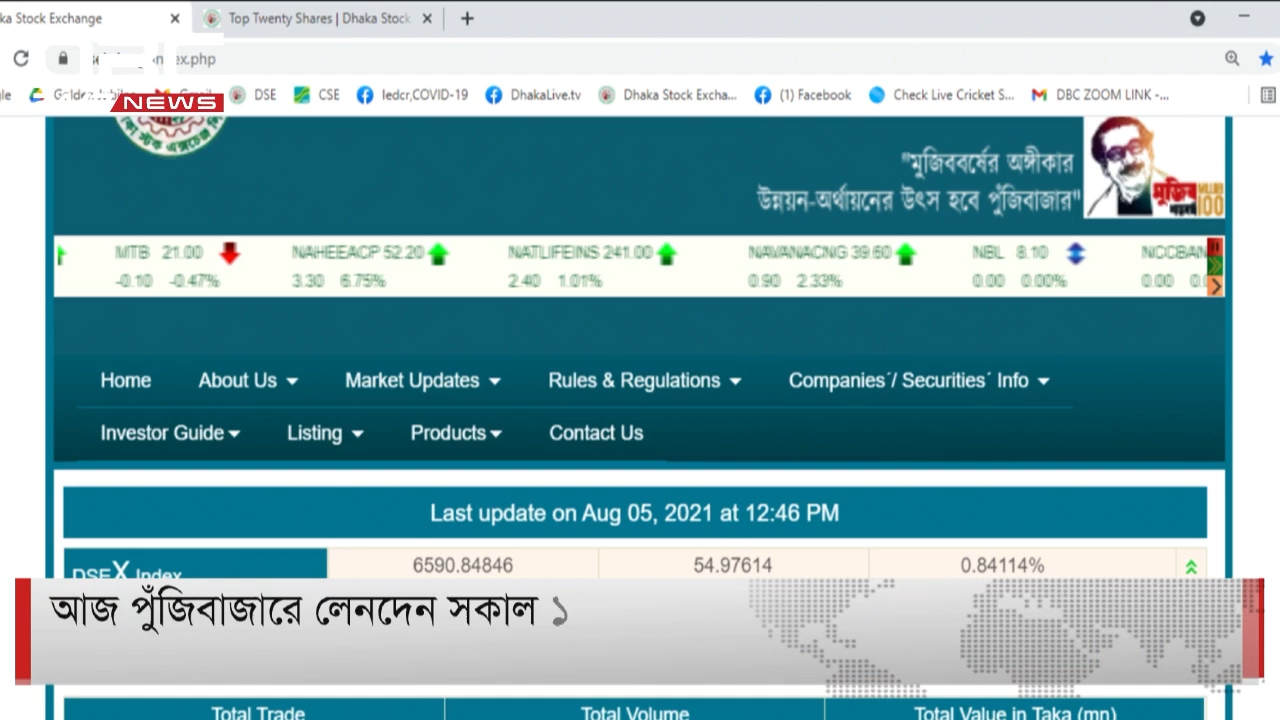 ka Stock Exchange
Top Twenty Shares | Dhaka Stock
ex.php
DSE
CSE
Iedcr,COVID-19
DhakaLive.tv
Dhaka Stock Excha...
(1) Facebook
Check Live Cricket S...
DBC ZOOM LINK -...
NEWS
"মুজিববর্ষের অঙ্গীকার
উন্নয়ন-অর্থায়নের উৎস হবে পুঁজিবাজার"
মুজিব
100
MTB 21.00
-0.10 -0.47%
NAHEEACP 52.20
3.30 6.75%
NATLIFEINS 241.00
2.40 1.01%
NAVANACNG 39.60
0.90 2.33%
NBL 8.10
0.00 0.00%
NCCBAN
0.00
Home About Us Market Updates Rules & Regulations Companies´/ Securities´ Info
Investor Guide Listing Products Contact Us
Last update on Aug 05, 2021 at 12:46 PM
DSEX Index 6590.84846 54.97614 0.84114%
আজ পুঁজিবাজারে লেনদেন সকাল ১
Total Trade Total Volume Total Value in Taka (mn)